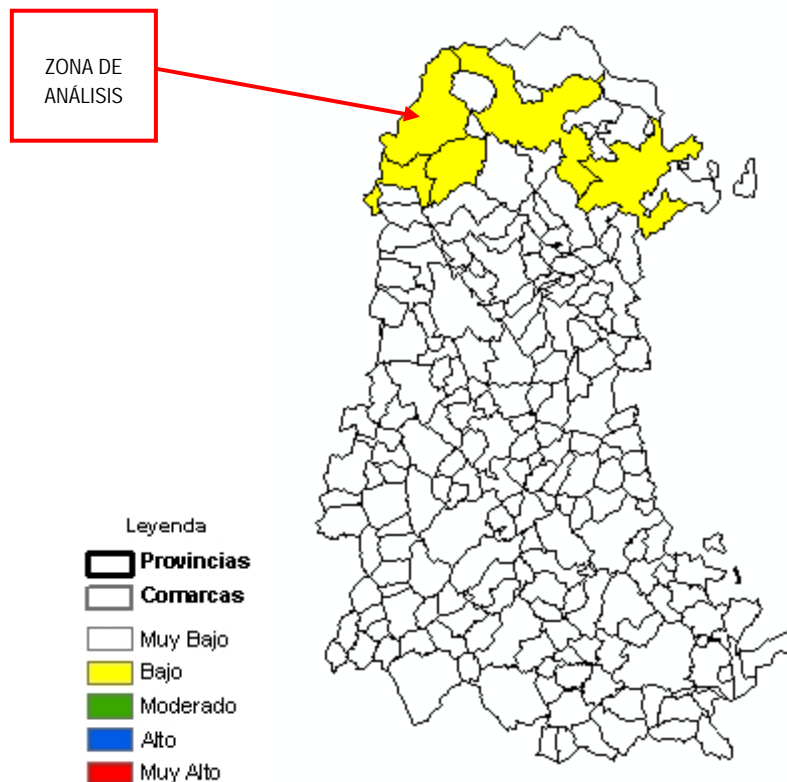 ZONA DE
ANÁLISIS
Leyenda
Provincias
Comarcas
Muy Bajo
Bajo
Moderado
Alto
Muy Alto